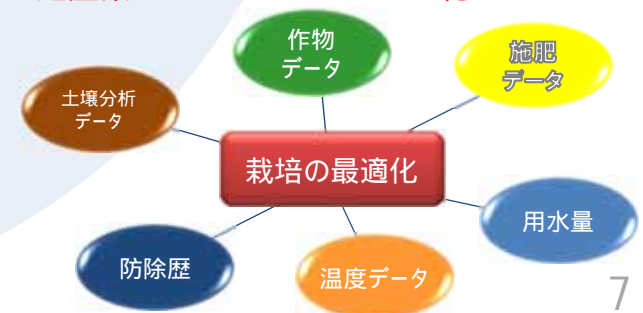 作物
データ
施肥
データ
土壌分析
データ
栽培の最適化
用水量
防除歴
温度データ
7